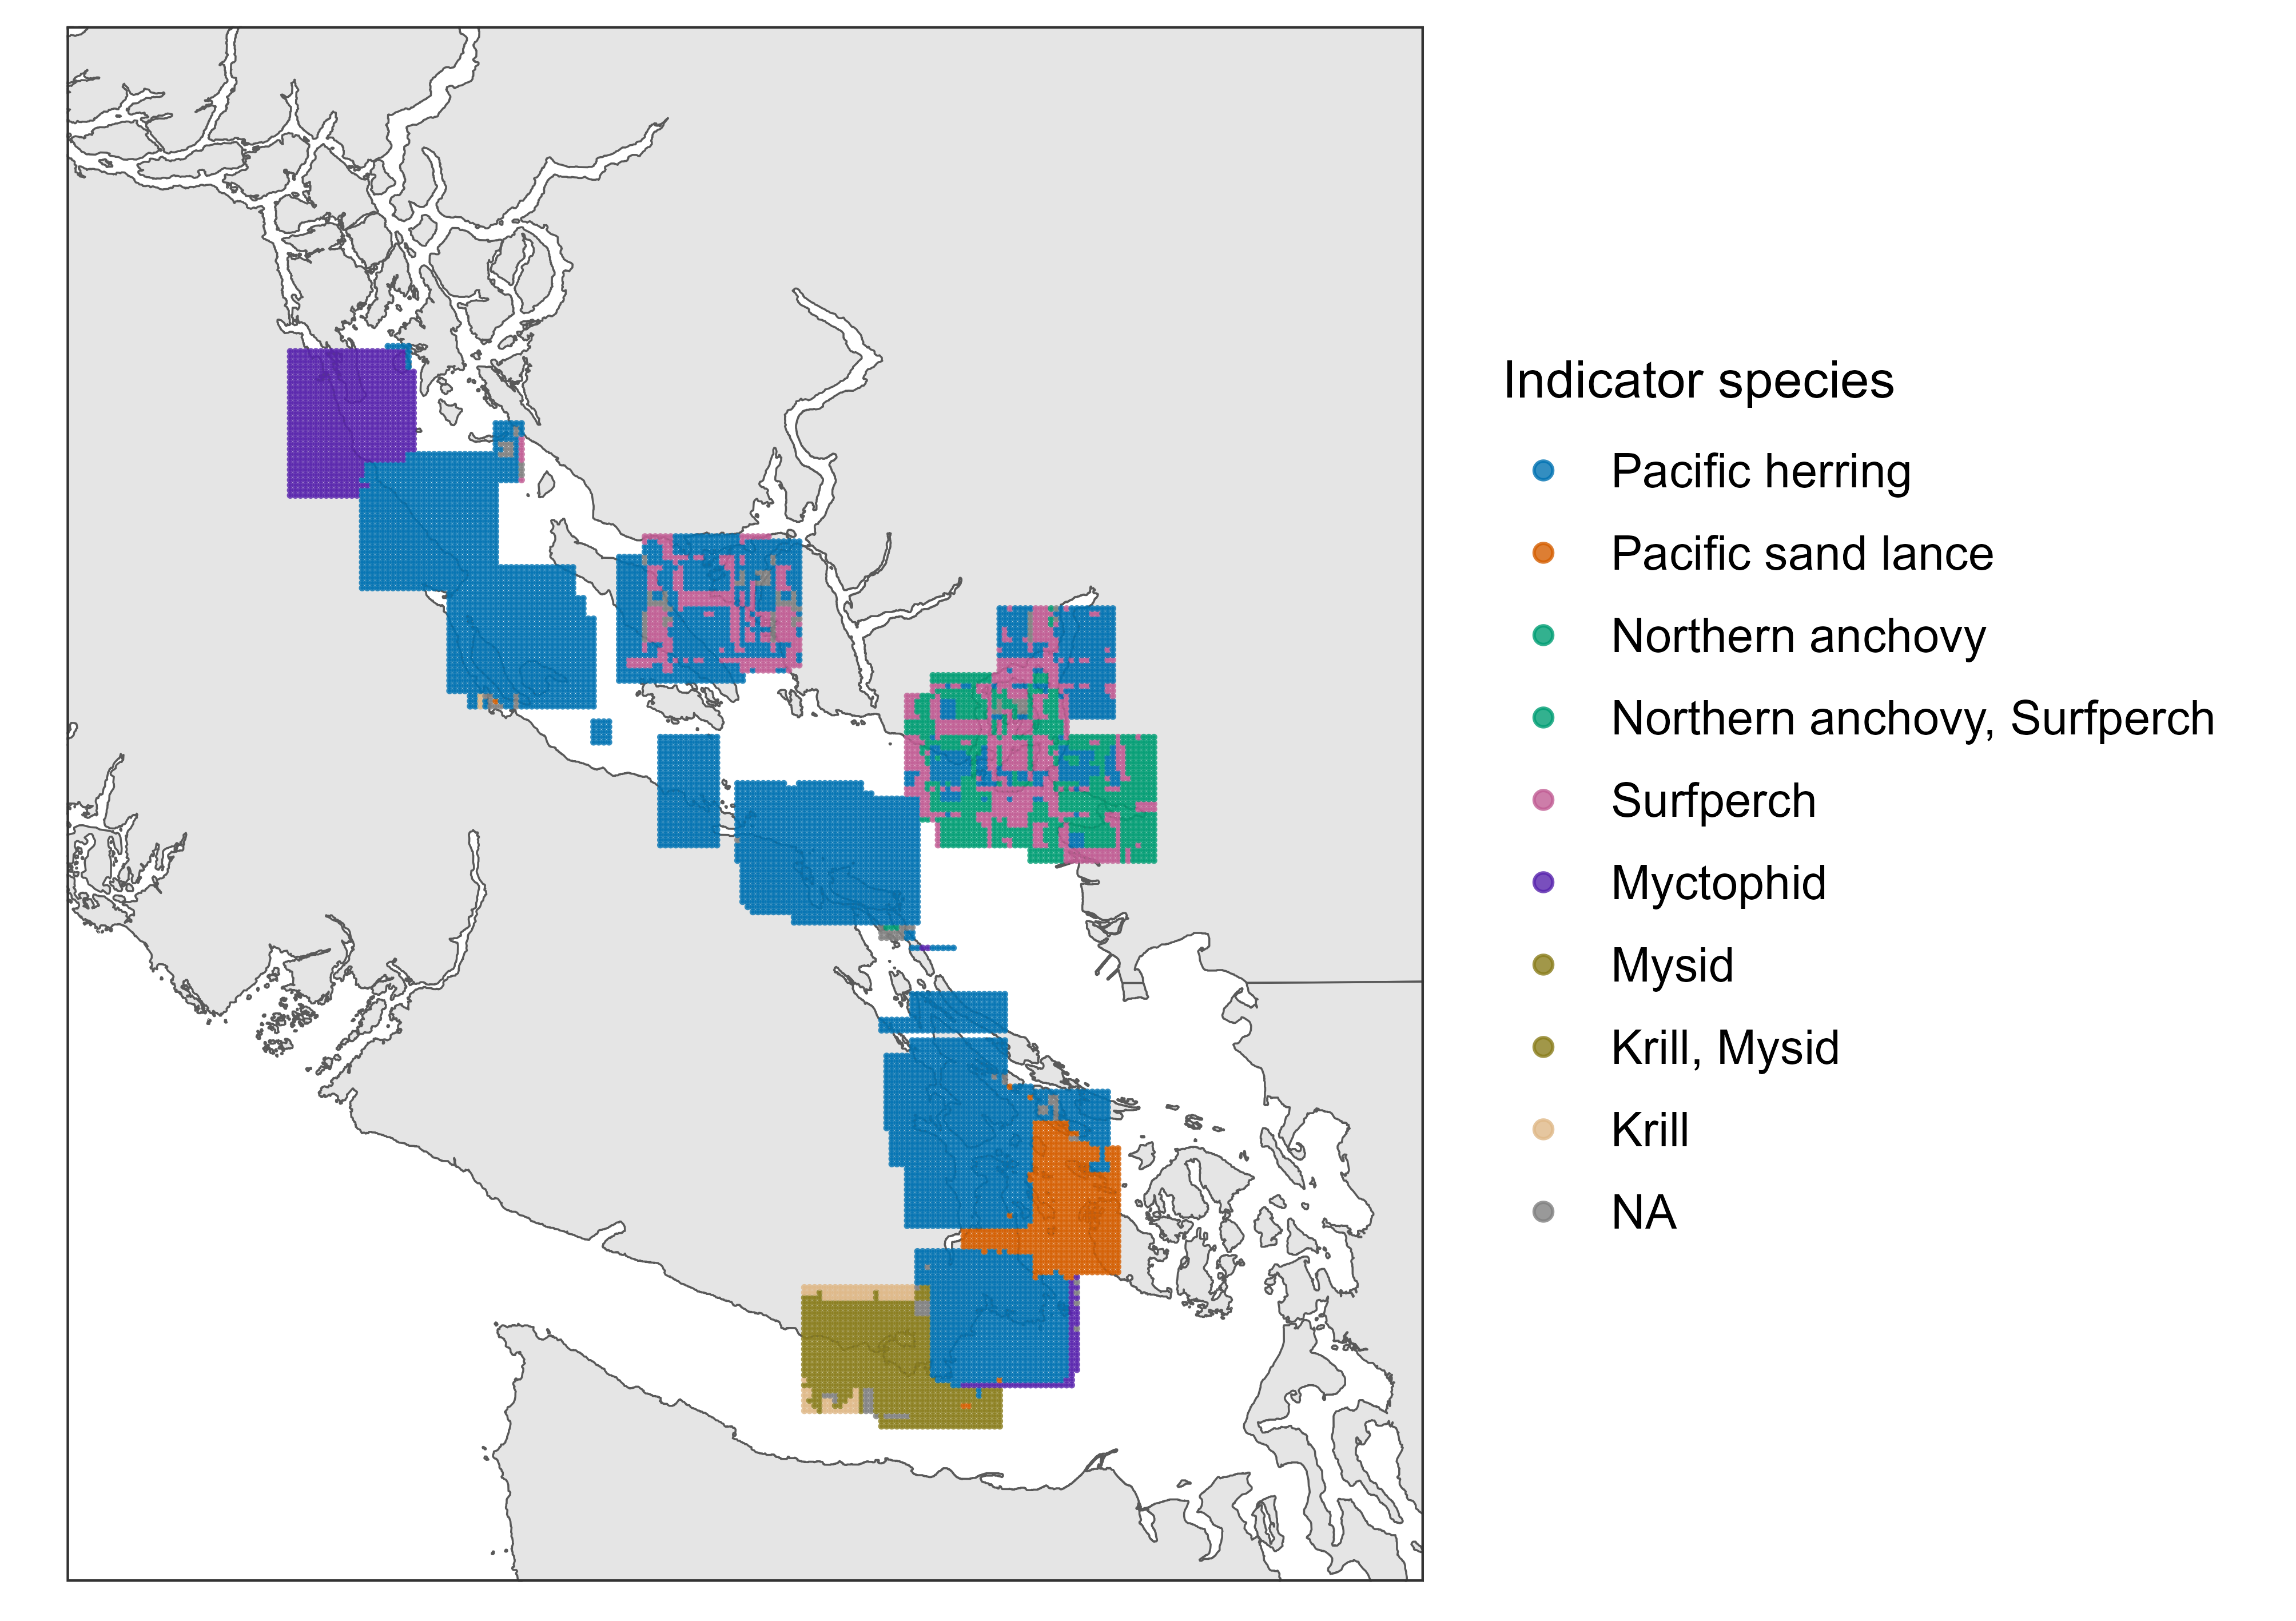 Indicator species
Pacific herring
Pacific sand lance
Northern anchovy
Northern anchovy, Surfperch
Surfperch
Myctophid
Mysid
Krill, Mysid
Krill
NA